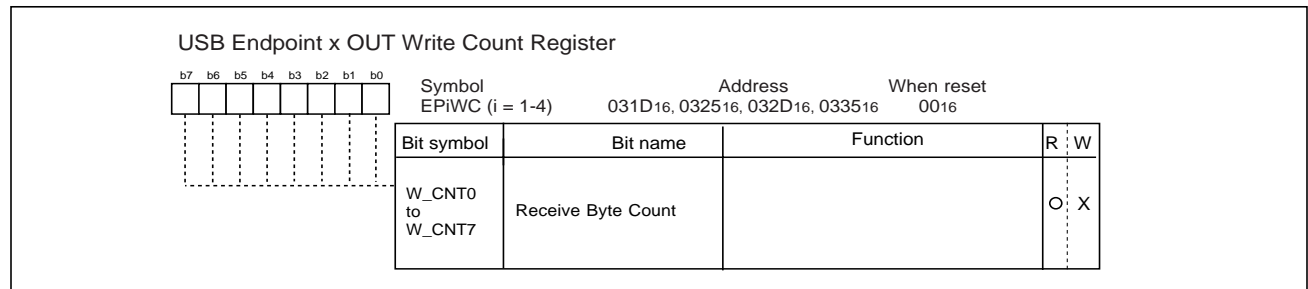 USB Endpoint x OUT Write Count Register
b7 b6 b5 b4 b3 b2 b1 b0
Symbol Address When reset
EPiWC (i = 1-4) 031D16, 032516, 032D16, 033516 0016
Bit symbol Bit name Function R W
W_CNT0
to
W_CNT7
Receive Byte Count
O X